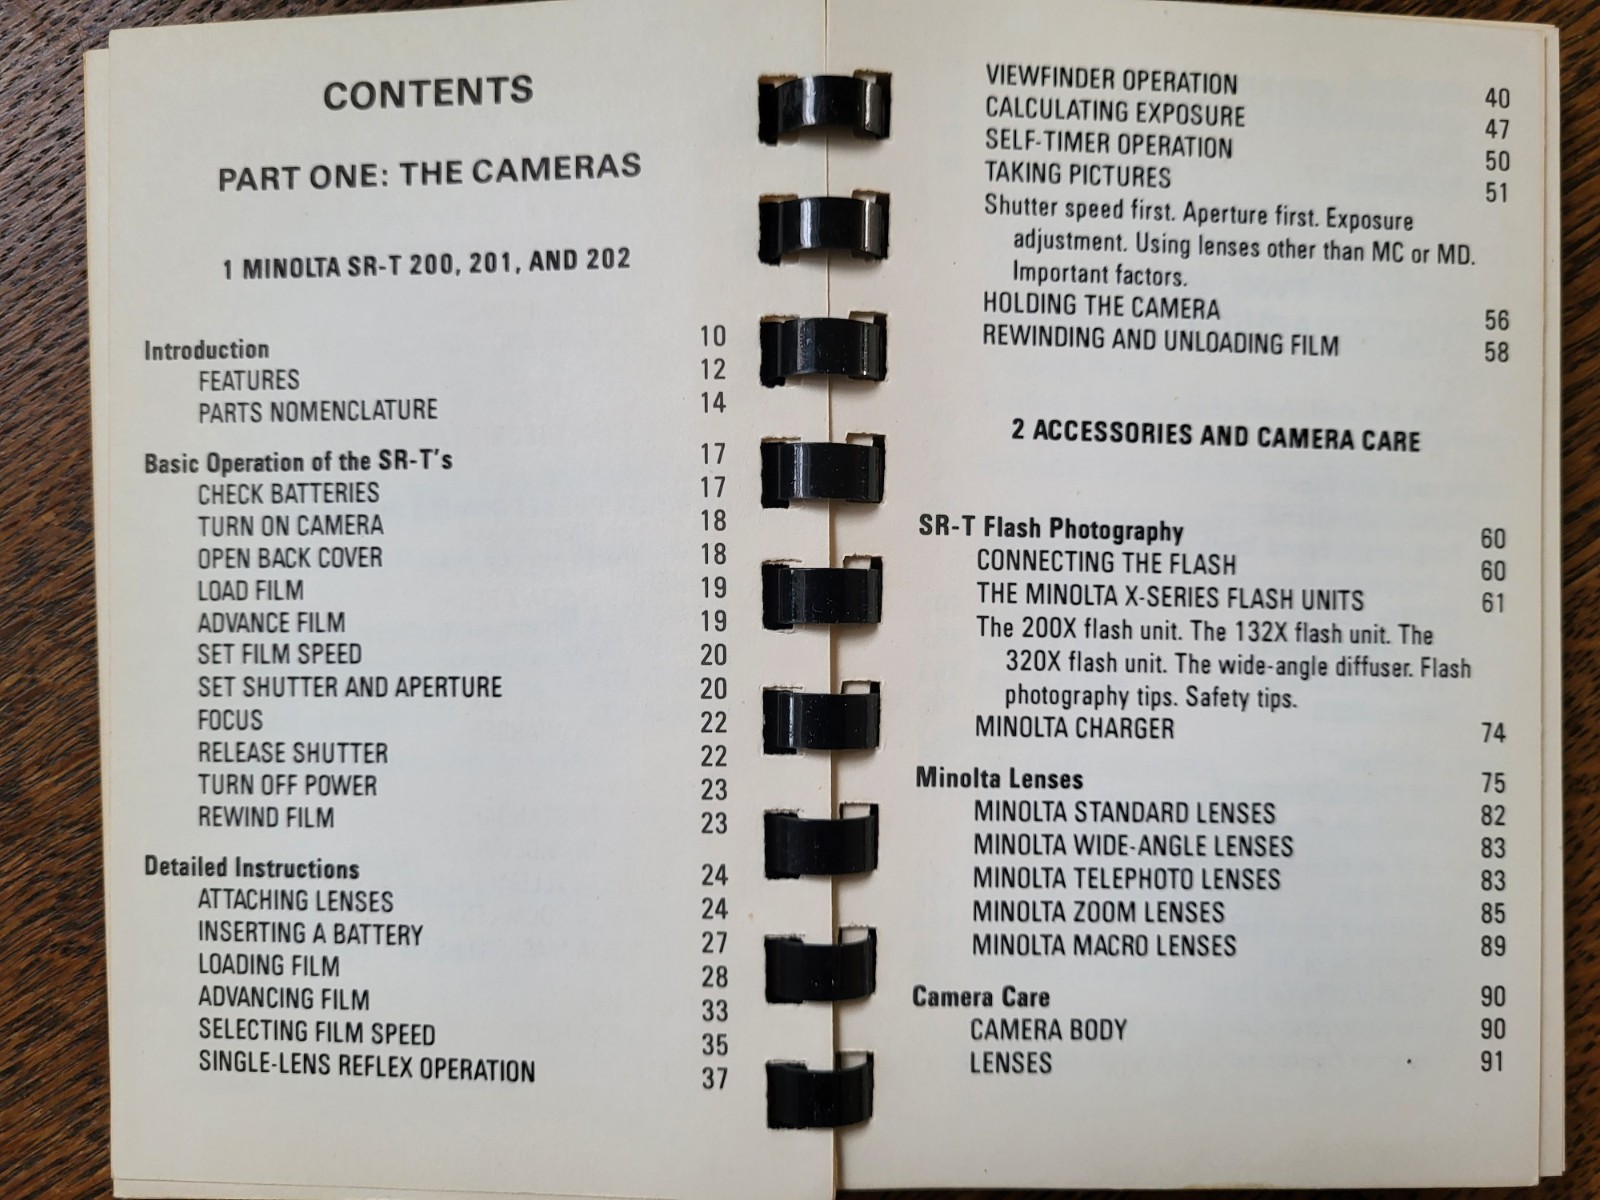 CONTENTS
PART ONE: THE CAMERAS
1 MINOLTA SR-T 200, 201, AND 202
Introduction 10
FEATURES 12
PARTS NOMENCLATURE 14
Basic Operation of the SR-T's 17
CHECK BATTERIES 17
TURN ON CAMERA 18
OPEN BACK COVER 18
LOAD FILM 19
ADVANCE FILM 19
SET FILM SPEED 20
SET SHUTTER AND APERTURE 20
FOCUS 22
RELEASE SHUTTER 22
TURN OFF POWER 23
REWIND FILM 23
Detailed Instructions 24
ATTACHING LENSES 24
INSERTING A BATTERY 27
LOADING FILM 28
ADVANCING FILM 33
SELECTING FILM SPEED 35
SINGLE-LENS REFLEX OPERATION 37
VIEWFINDER OPERATION 40
CALCULATING EXPOSURE 47
SELF-TIMER OPERATION 50
TAKING PICTURES 51
Shutter speed first. Aperture first. Exposure
adjustment. Using lenses other than MC or MD.
Important factors.
HOLDING THE CAMERA 56
REWINDING AND UNLOADING FILM 58
2 ACCESSORIES AND CAMERA CARE
SR-T Flash Photography 60
CONNECTING THE FLASH 60
THE MINOLTA X-SERIES FLASH UNITS 61
The 200X flash unit. The 132X flash unit. The
320X flash unit. The wide-angle diffuser. Flash
photography tips. Safety tips.
MINOLTA CHARGER 74
Minolta Lenses 75
MINOLTA STANDARD LENSES 82
MINOLTA WIDE-ANGLE LENSES 83
MINOLTA TELEPHOTO LENSES 83
MINOLTA ZOOM LENSES 85
MINOLTA MACRO LENSES 89
Camera Care 90
CAMERA BODY 90
LENSES 91